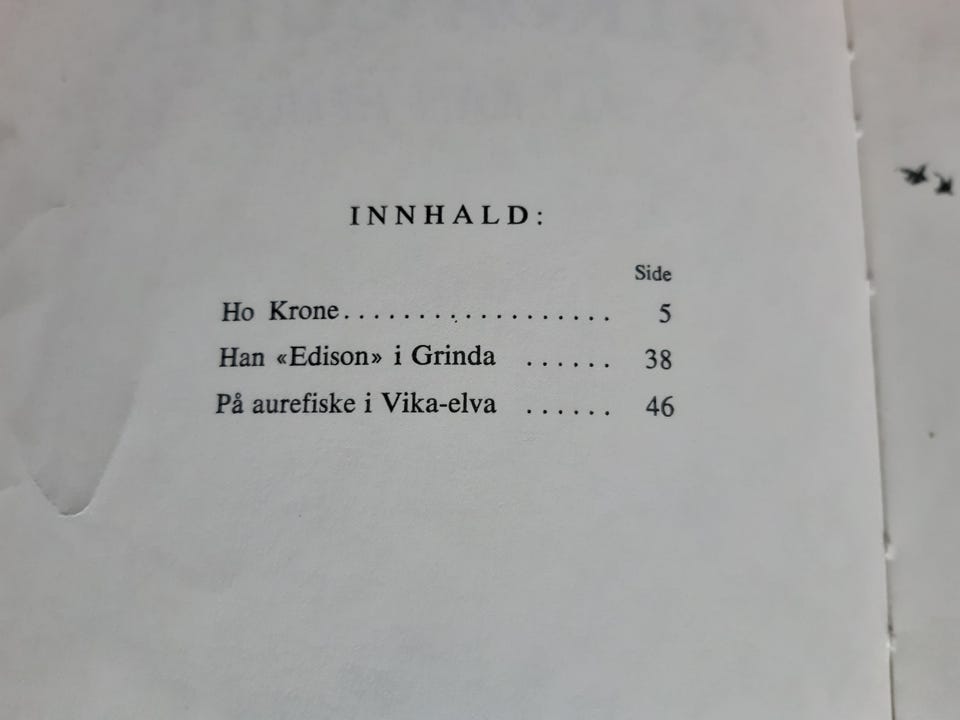 INNHALD:
Side
Ho Krone................... 5
Han «Edison» i Grinda ...... 38
På aurefiske i Vika-elva ...... 46